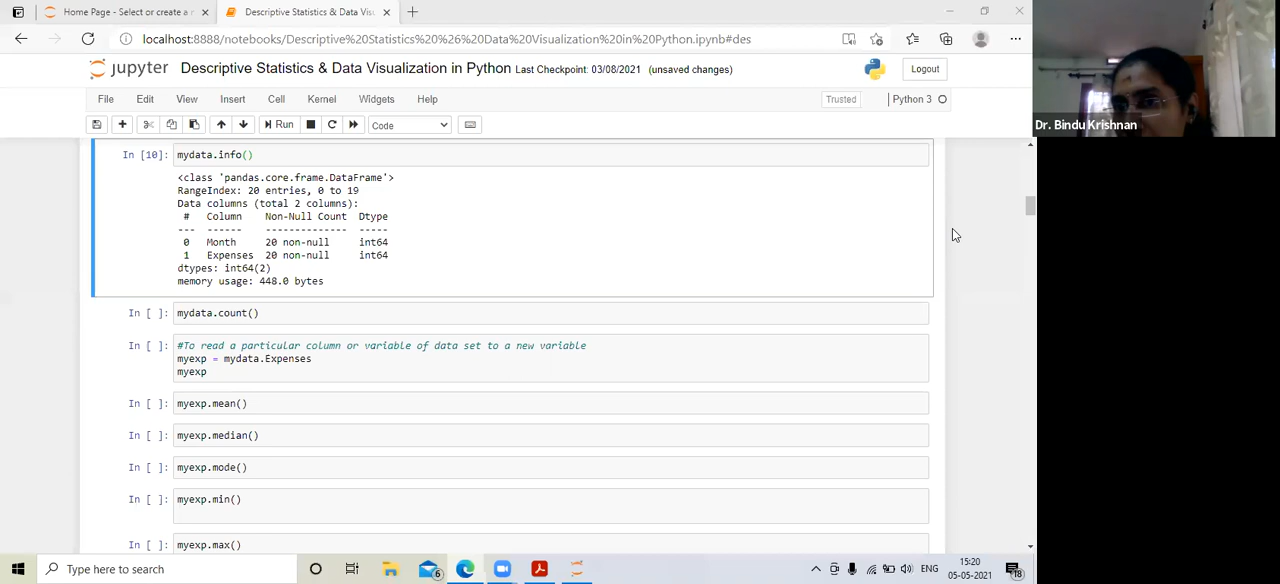 Home Page - Select or create a n
Descriptive Statistics & Data Visu
localhost:8888/notebooks/Descriptive%20Statistics%20%26%20Data%20Visualization%20in%20Python.ipynb#des
jupyter Descriptive Statistics & Data Visualization in Python Last Checkpoint: 03/08/2021 (unsaved changes)
Logout
File Edit View Insert Cell Kernel Widgets Help
Trusted
Python 3
Run
Code
In [10]: mydata.info()
<class 'pandas.core.frame.DataFrame'>
RangeIndex: 20 entries, 0 to 19
Data columns (total 2 columns):
# Column Non-Null Count Dtype
--- ------ -------------- -----
0 Month 20 non-null int64
1 Expenses 20 non-null int64
dtypes: int64(2)
memory usage: 448.0 bytes
In [ ]: mydata.count()
In [ ]: #To read a particular column or variable of data set to a new variable
myexp = mydata.Expenses
myexp
In [ ]: myexp.mean()
In [ ]: myexp.median()
In [ ]: myexp.mode()
In [ ]: myexp.min()
In [ ]: myexp.max()
Dr. Bindu Krishnan
Type here to search
6
ENG
15:20
05-05-2021
18